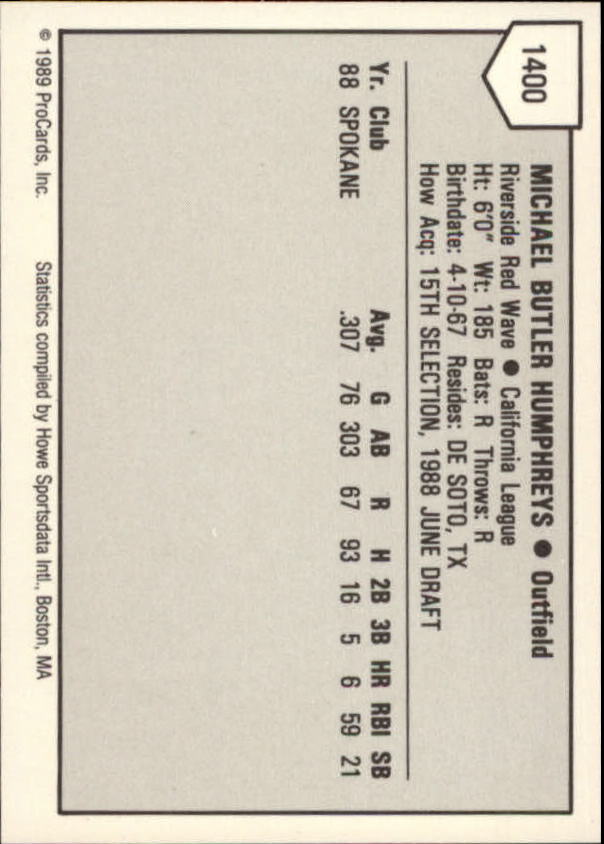 1400
MICHAEL BUTLER HUMPHREYS ● Outfield
Riverside Red Wave ● California League
Ht: 6'0" Wt: 185 Bats: R Throws: R
Birthdate: 4-10-67 Resides: DE SOTO, TX
How Acq: 15TH SELECTION, 1988 JUNE DRAFT
Yr. Club Avg. G AB R H 2B 3B HR RBI SB
88 SPOKANE .307 76 303 67 93 16 5 6 59 21
© 1989 ProCards, Inc. Statistics compiled by Howe Sportsdata Intl., Boston, MA